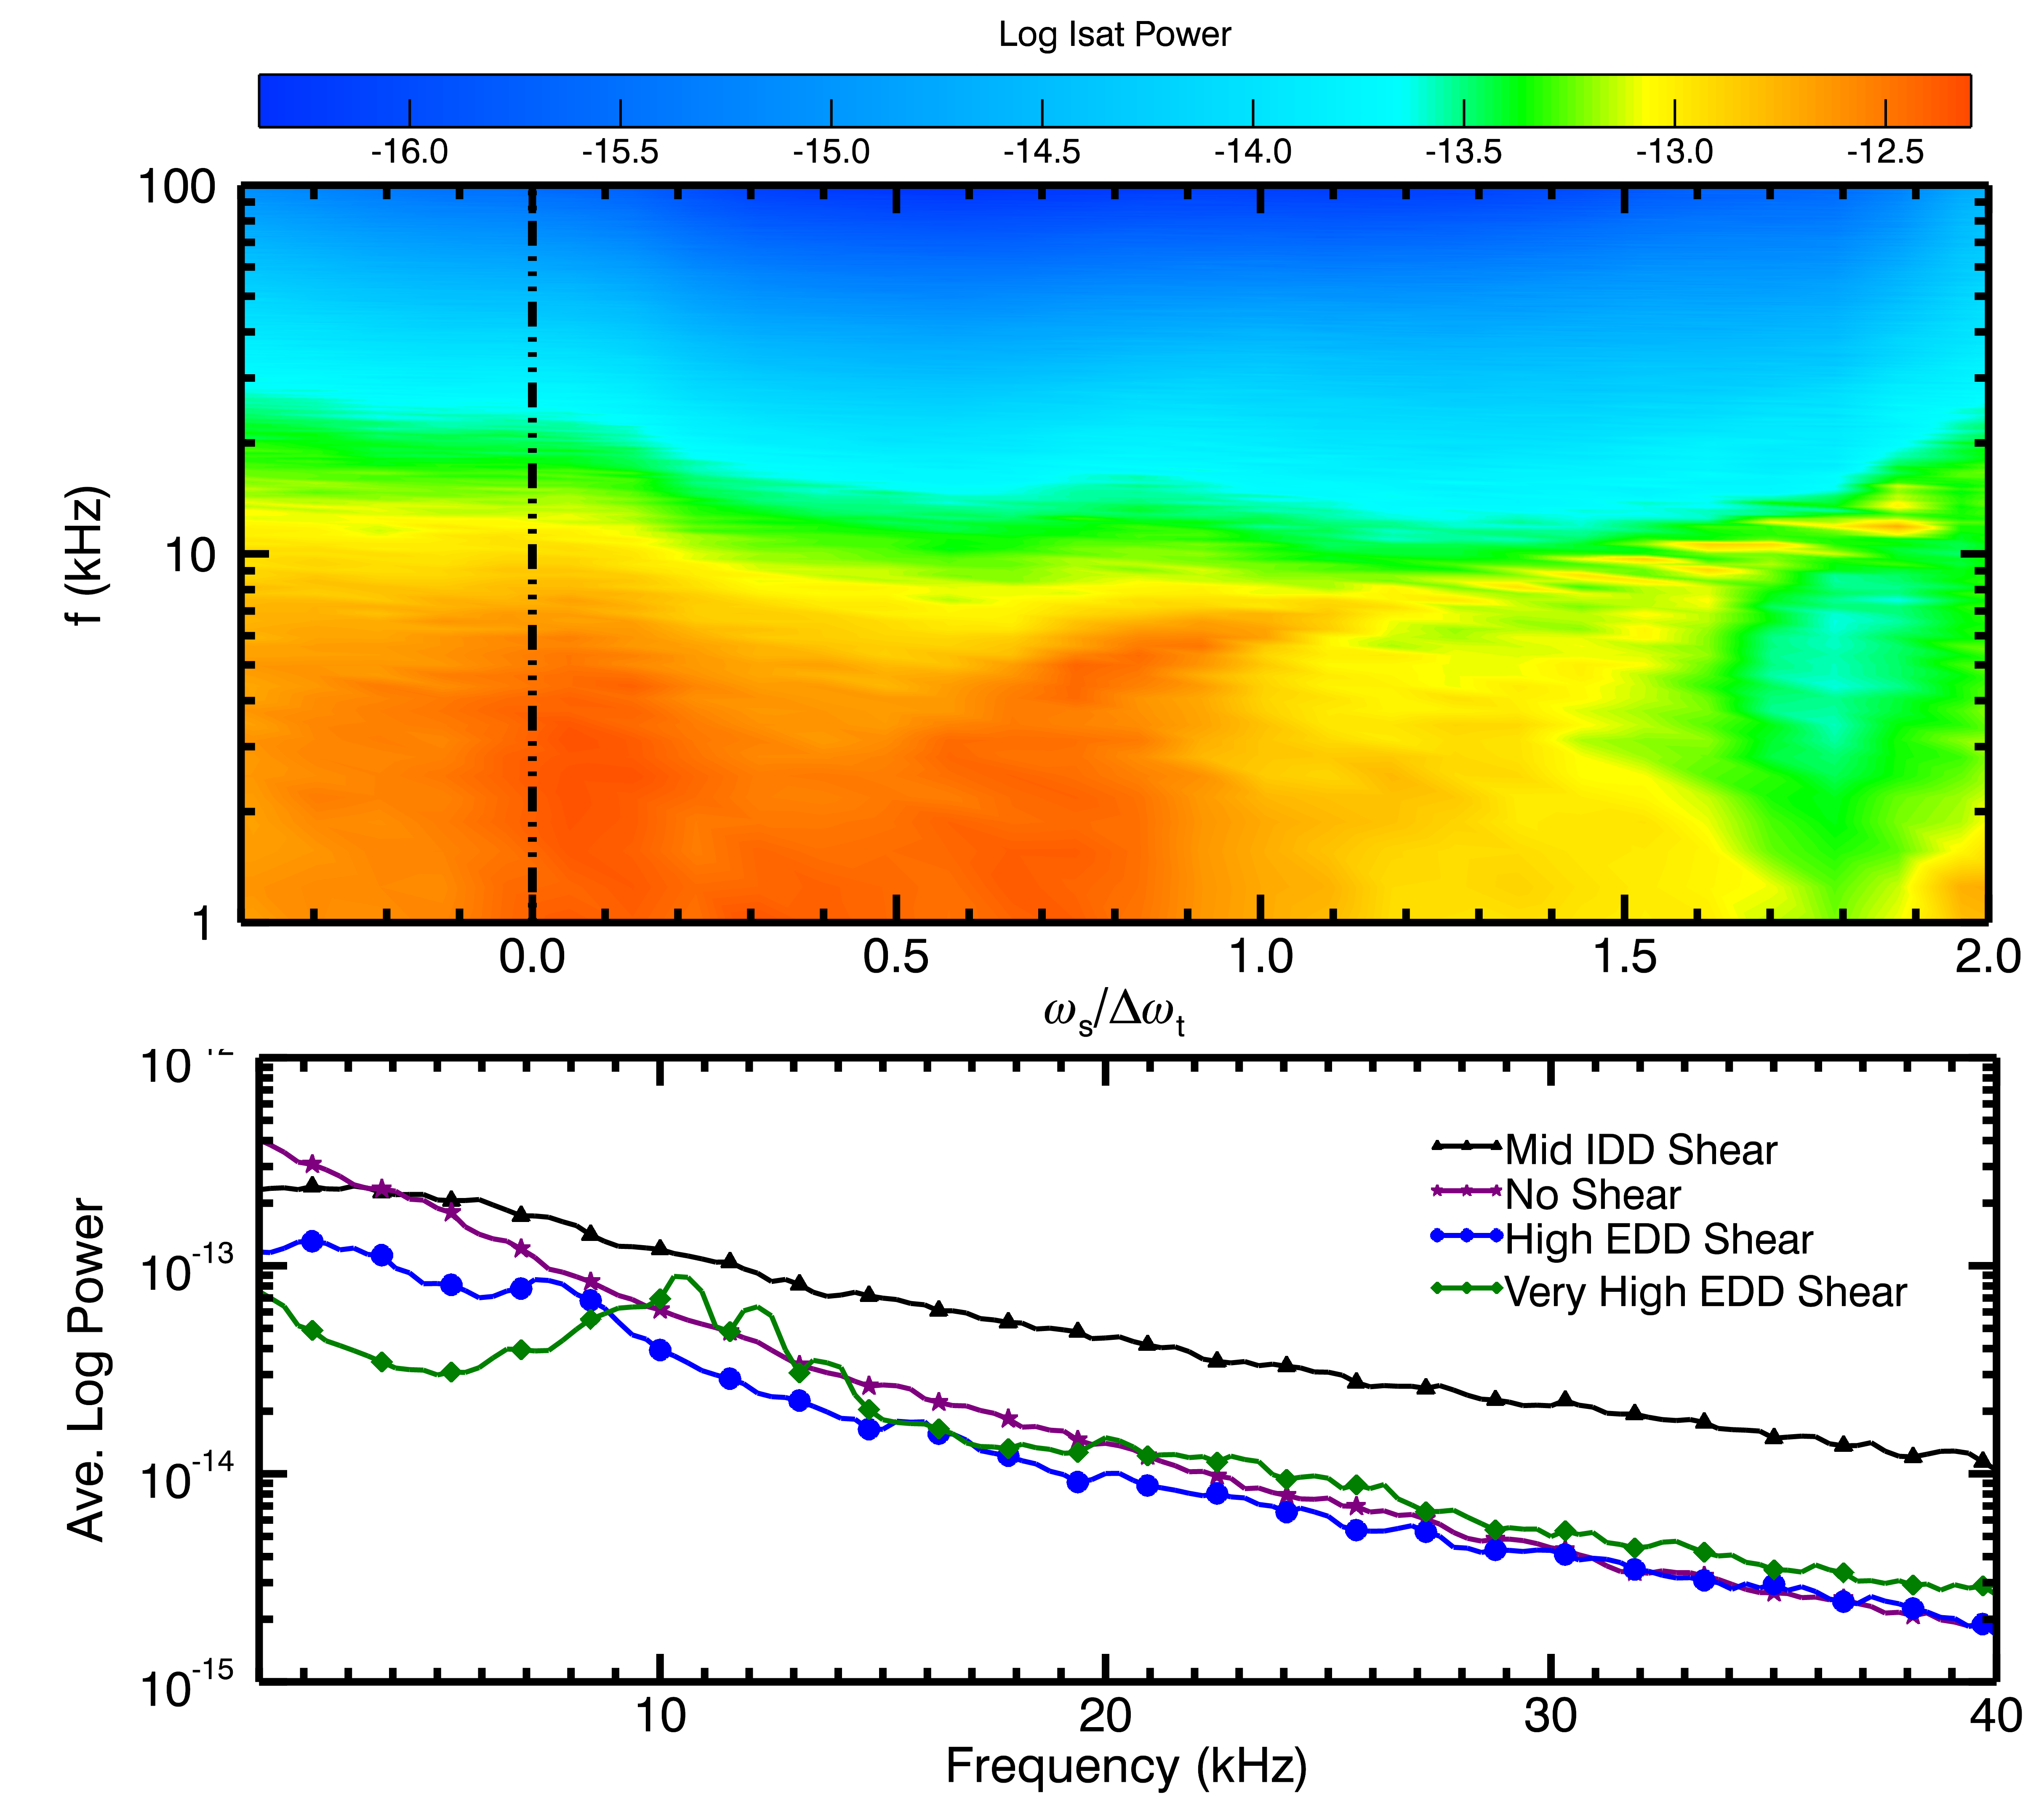 Log Isat Power
-16.0 -15.5 -15.0 -14.5 -14.0 -13.5 -13.0 -12.5
100
10
1
f (kHz)
0.0 0.5 1.0 1.5 2.0
ωs/Δωt
10
10-13
10-14
10-15
Ave. Log Power
Mid IDD Shear
No Shear
High EDD Shear
Very High EDD Shear
10 20 30 40
Frequency (kHz)